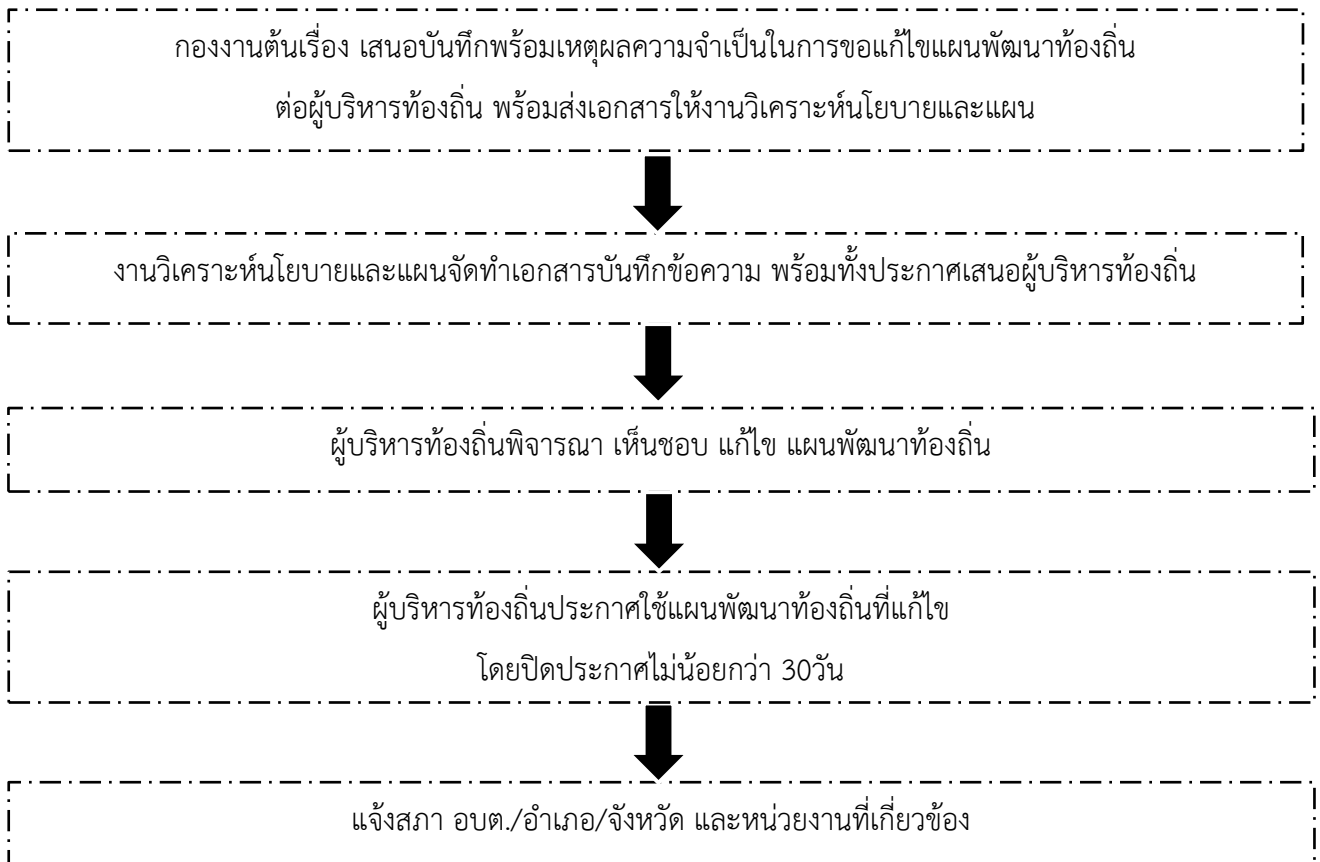 กองงานต้นเรื่อง เสนอบันทึกพร้อมเหตุผลความจำเป็นในการขอแก้ไขแผนพัฒนาท้องถิ่น
ต่อผู้บริหารท้องถิ่น พร้อมส่งเอกสารให้งานวิเคราะห์นโยบายและแผน
งานวิเคราะห์นโยบายและแผนจัดทำเอกสารบันทึกข้อความ พร้อมทั้งประกาศเสนอผู้บริหารท้องถิ่น
ผู้บริหารท้องถิ่นพิจารณา เห็นชอบ แก้ไข แผนพัฒนาท้องถิ่น
ผู้บริหารท้องถิ่นประกาศใช้แผนพัฒนาท้องถิ่นที่แก้ไข
โดยปิดประกาศไม่น้อยกว่า 30วัน
แจ้งสภา อบต./อำเภอ/จังหวัด และหน่วยงานที่เกี่ยวข้อง